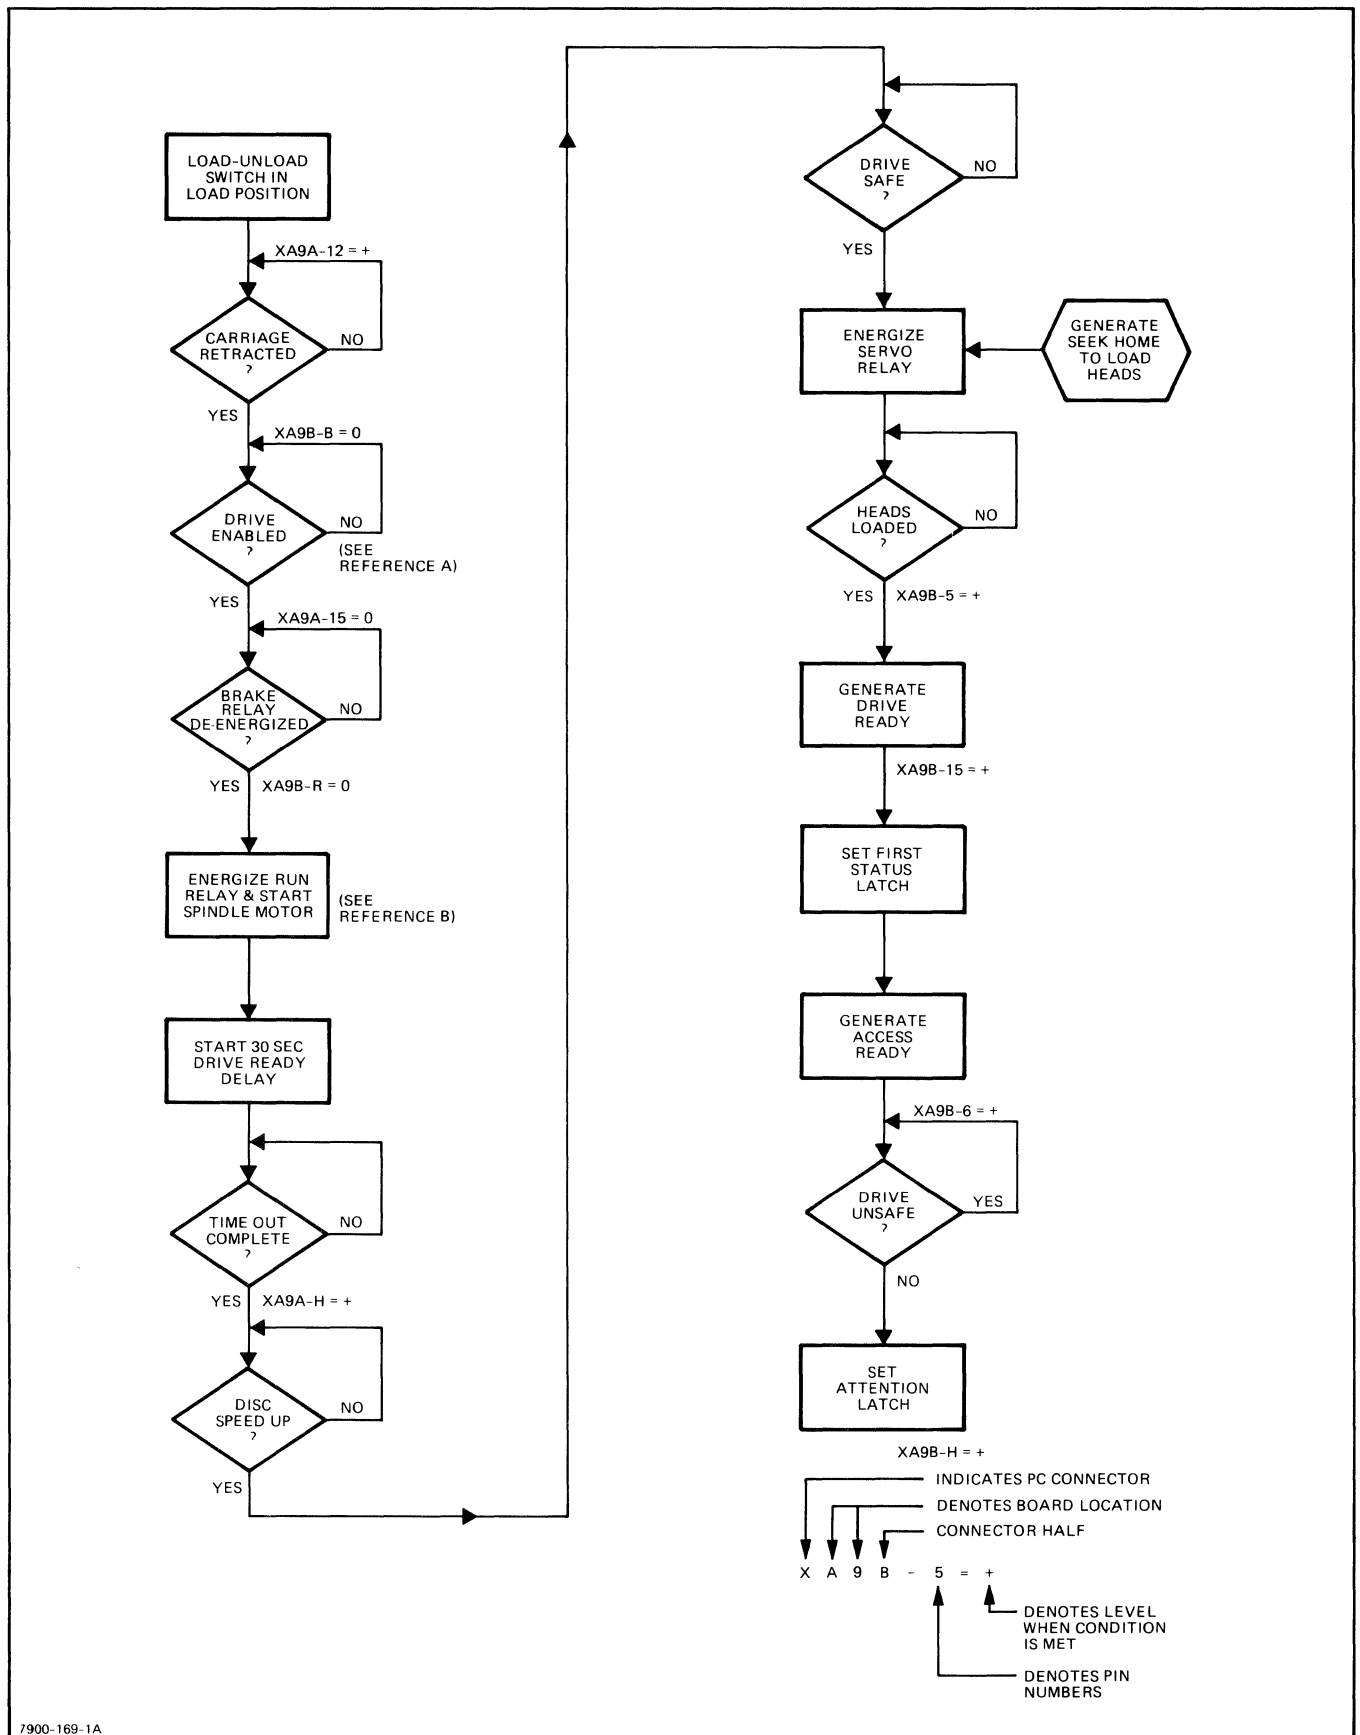 LOAD-UNLOAD
SWITCH IN
LOAD POSITION
XA9A-12 = +
CARRIAGE
RETRACTED
?
NO
YES
XA9B-B = 0
DRIVE
ENABLED
?
NO
(SEE
REFERENCE A)
YES
XA9A-15 = 0
BRAKE
RELAY
DE-ENERGIZED
?
NO
YES
XA9B-R = 0
ENERGIZE RUN
RELAY & START
SPINDLE MOTOR
(SEE
REFERENCE B)
START 30 SEC
DRIVE READY
DELAY
TIME OUT
COMPLETE
?
NO
YES
XA9A-H = +
DISC
SPEED UP
?
NO
YES
DRIVE
SAFE
?
NO
YES
ENERGIZE
SERVO
RELAY
GENERATE
SEEK HOME
TO LOAD
HEADS
HEADS
LOADED
?
NO
YES
XA9B-5 = +
GENERATE
DRIVE
READY
XA9B-15 = +
SET FIRST
STATUS
LATCH
GENERATE
ACCESS
READY
XA9B-6 = +
DRIVE
UNSAFE
?
YES
NO
SET
ATTENTION
LATCH
XA9B-H = +
INDICATES PC CONNECTOR
DENOTES BOARD LOCATION
CONNECTOR HALF
X A 9 B - 5 = +
DENOTES LEVEL
WHEN CONDITION
IS MET
DENOTES PIN
NUMBERS
7900-169-1A